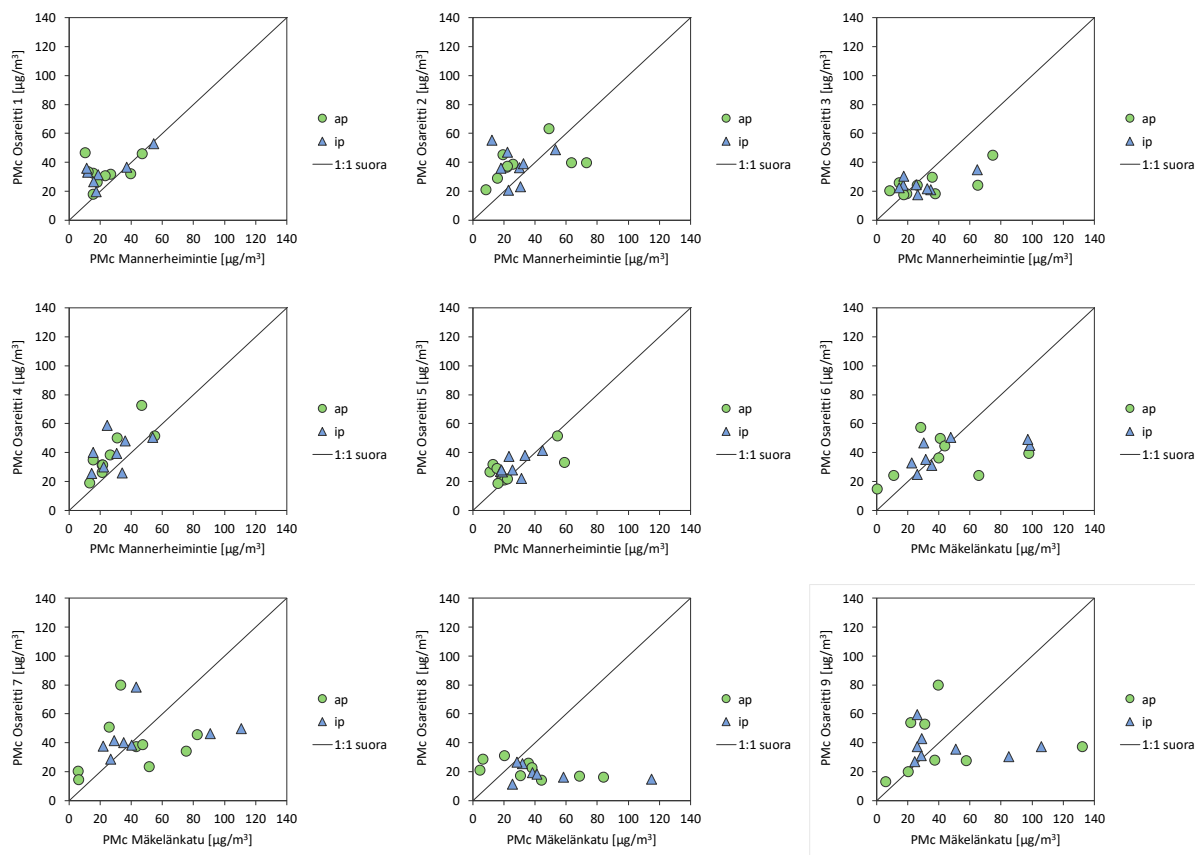 140
120
100
80
60
40
20
0
PMc Osareitti 1 [µg/m³]
0 20 40 60 80 100 120 140
PMc Mannerheimintie [µg/m³]
ap
ip
1:1 suora
140
120
100
80
60
40
20
0
PMc Osareitti 2 [µg/m³]
0 20 40 60 80 100 120 140
PMc Mannerheimintie [µg/m³]
ap
ip
1:1 suora
140
120
100
80
60
40
20
0
PMc Osareitti 3 [µg/m³]
0 20 40 60 80 100 120 140
PMc Mannerheimintie [µg/m³]
ap
ip
1:1 suora
140
120
100
80
60
40
20
0
PMc Osareitti 4 [µg/m³]
0 20 40 60 80 100 120 140
PMc Mannerheimintie [µg/m³]
ap
ip
1:1 suora
140
120
100
80
60
40
20
0
PMc Osareitti 5 [µg/m³]
0 20 40 60 80 100 120 140
PMc Mannerheimintie [µg/m³]
ap
ip
1:1 suora
140
120
100
80
60
40
20
0
PMc Osareitti 6 [µg/m³]
0 20 40 60 80 100 120 140
PMc Mäkelänkatu [µg/m³]
ap
ip
1:1 suora
140
120
100
80
60
40
20
0
PMc Osareitti 7 [µg/m³]
0 20 40 60 80 100 120 140
PMc Mäkelänkatu [µg/m³]
ap
ip
1:1 suora
140
120
100
80
60
40
20
0
PMc Osareitti 8 [µg/m³]
0 20 40 60 80 100 120 140
PMc Mäkelänkatu [µg/m³]
ap
ip
1:1 suora
140
120
100
80
60
40
20
0
PMc Osareitti 9 [µg/m³]
0 20 40 60 80 100 120 140
PMc Mäkelänkatu [µg/m³]
ap
ip
1:1 suora